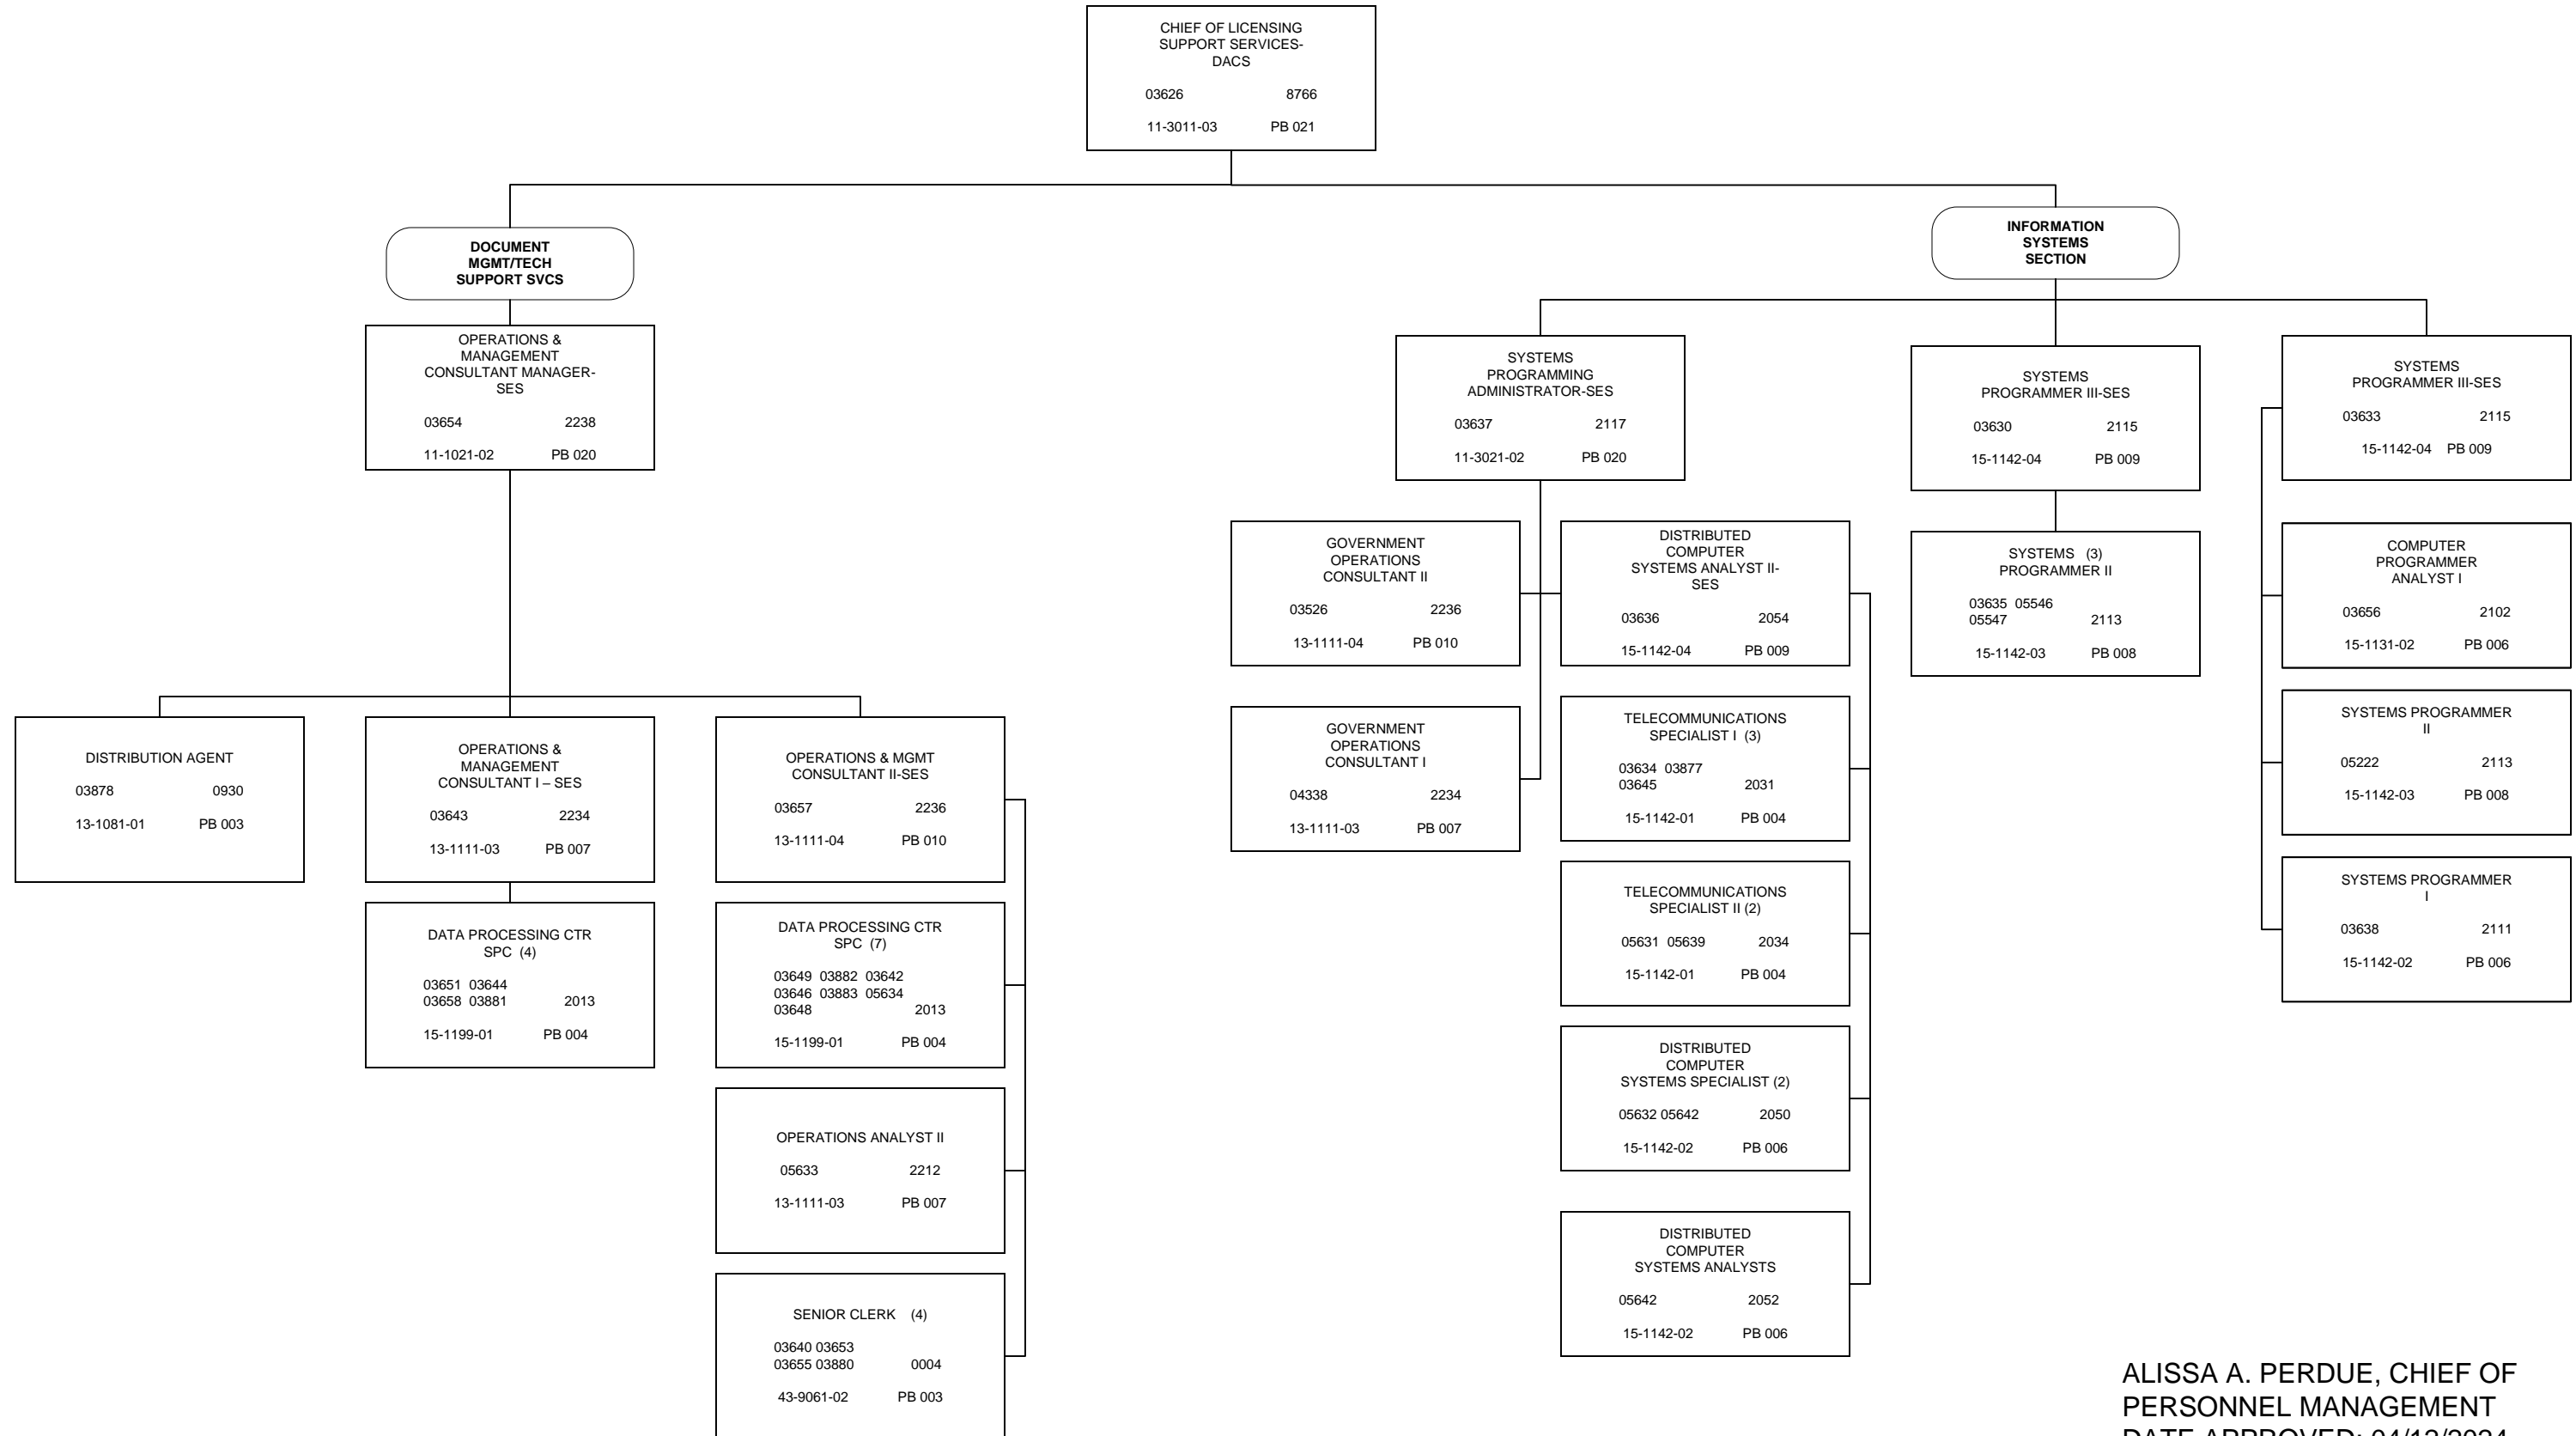 CHIEF OF LICENSING
SUPPORT SERVICES-
DACS
03626 8766
11-3011-03 PB 021
DOCUMENT
MGMT/TECH
SUPPORT SVCS
OPERATIONS &
MANAGEMENT
CONSULTANT MANAGER-
SES
03654 2238
11-1021-02 PB 020
DISTRIBUTION AGENT
03878 0930
13-1081-01 PB 003
OPERATIONS &
MANAGEMENT
CONSULTANT I – SES
03643 2234
13-1111-03 PB 007
DATA PROCESSING CTR
SPC (4)
03651 03644
03658 03881 2013
15-1199-01 PB 004
OPERATIONS & MGMT
CONSULTANT II-SES
03657 2236
13-1111-04 PB 010
DATA PROCESSING CTR
SPC (7)
03649 03882 03642
03646 03883 05634
03648 2013
15-1199-01 PB 004
OPERATIONS ANALYST II
05633 2212
13-1111-03 PB 007
SENIOR CLERK (4)
03640 03653
03655 03880 0004
43-9061-02 PB 003
INFORMATION
SYSTEMS
SECTION
SYSTEMS
PROGRAMMING
ADMINISTRATOR-SES
03637 2117
11-3021-02 PB 020
GOVERNMENT
OPERATIONS
CONSULTANT II
03526 2236
13-1111-04 PB 010
GOVERNMENT
OPERATIONS
CONSULTANT I
04338 2234
13-1111-03 PB 007
DISTRIBUTED
COMPUTER
SYSTEMS ANALYST II-
SES
03636 2054
15-1142-04 PB 009
TELECOMMUNICATIONS
SPECIALIST I (3)
03634 03877
03645 2031
15-1142-01 PB 004
TELECOMMUNICATIONS
SPECIALIST II (2)
05631 05639 2034
15-1142-01 PB 004
DISTRIBUTED
COMPUTER
SYSTEMS SPECIALIST (2)
05632 05642 2050
15-1142-02 PB 006
DISTRIBUTED
COMPUTER
SYSTEMS ANALYSTS
05642 2052
15-1142-02 PB 006
SYSTEMS
PROGRAMMER III-SES
03630 2115
15-1142-04 PB 009
SYSTEMS (3)
PROGRAMMER II
03635 05546
05547 2113
15-1142-03 PB 008
SYSTEMS
PROGRAMMER III-SES
03633 2115
15-1142-04 PB 009
COMPUTER
PROGRAMMER
ANALYST I
03656 2102
15-1131-02 PB 006
SYSTEMS PROGRAMMER
II
05222 2113
15-1142-03 PB 008
SYSTEMS PROGRAMMER
I
03638 2111
15-1142-02 PB 006
ALISSA A. PERDUE, CHIEF OF
PERSONNEL MANAGEMENT
DATE APPROVED: 04/12/2024